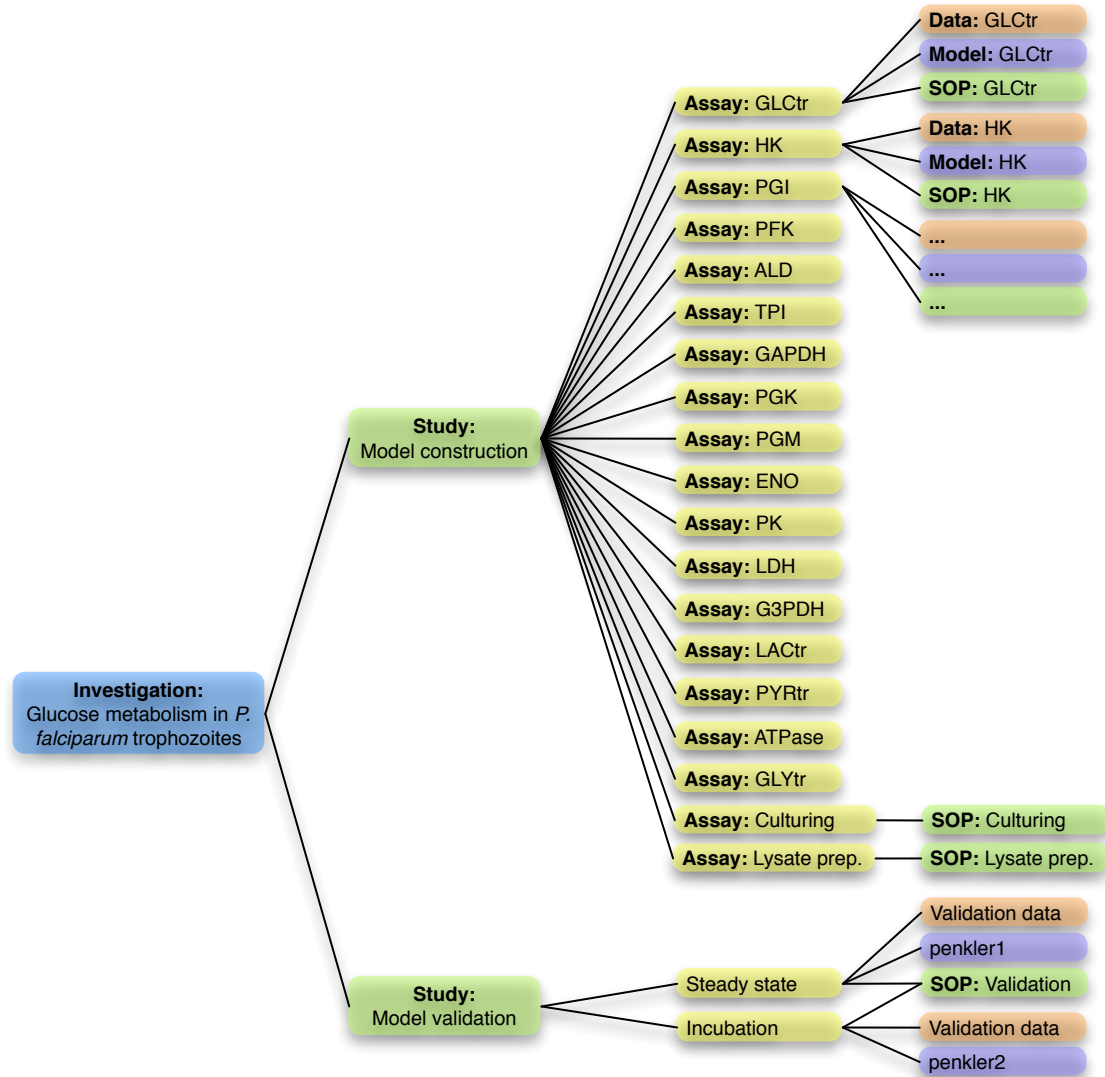 Investigation:
Glucose metabolism in P.
falciparum trophozoites
Study:
Model construction
Assay: GLCtr
Data: GLCtr
Model: GLCtr
SOP: GLCtr
Assay: HK
Data: HK
Model: HK
SOP: HK
Assay: PGI
...
...
...
Assay: PFK
Assay: ALD
Assay: TPI
Assay: GAPDH
Assay: PGK
Assay: PGM
Assay: ENO
Assay: PK
Assay: LDH
Assay: G3PDH
Assay: LACtr
Assay: PYRtr
Assay: ATPase
Assay: GLYtr
Assay: Culturing
SOP: Culturing
Assay: Lysate prep.
SOP: Lysate prep.
Study:
Model validation
Steady state
Validation data
penkler1
SOP: Validation
Incubation
Validation data
penkler2